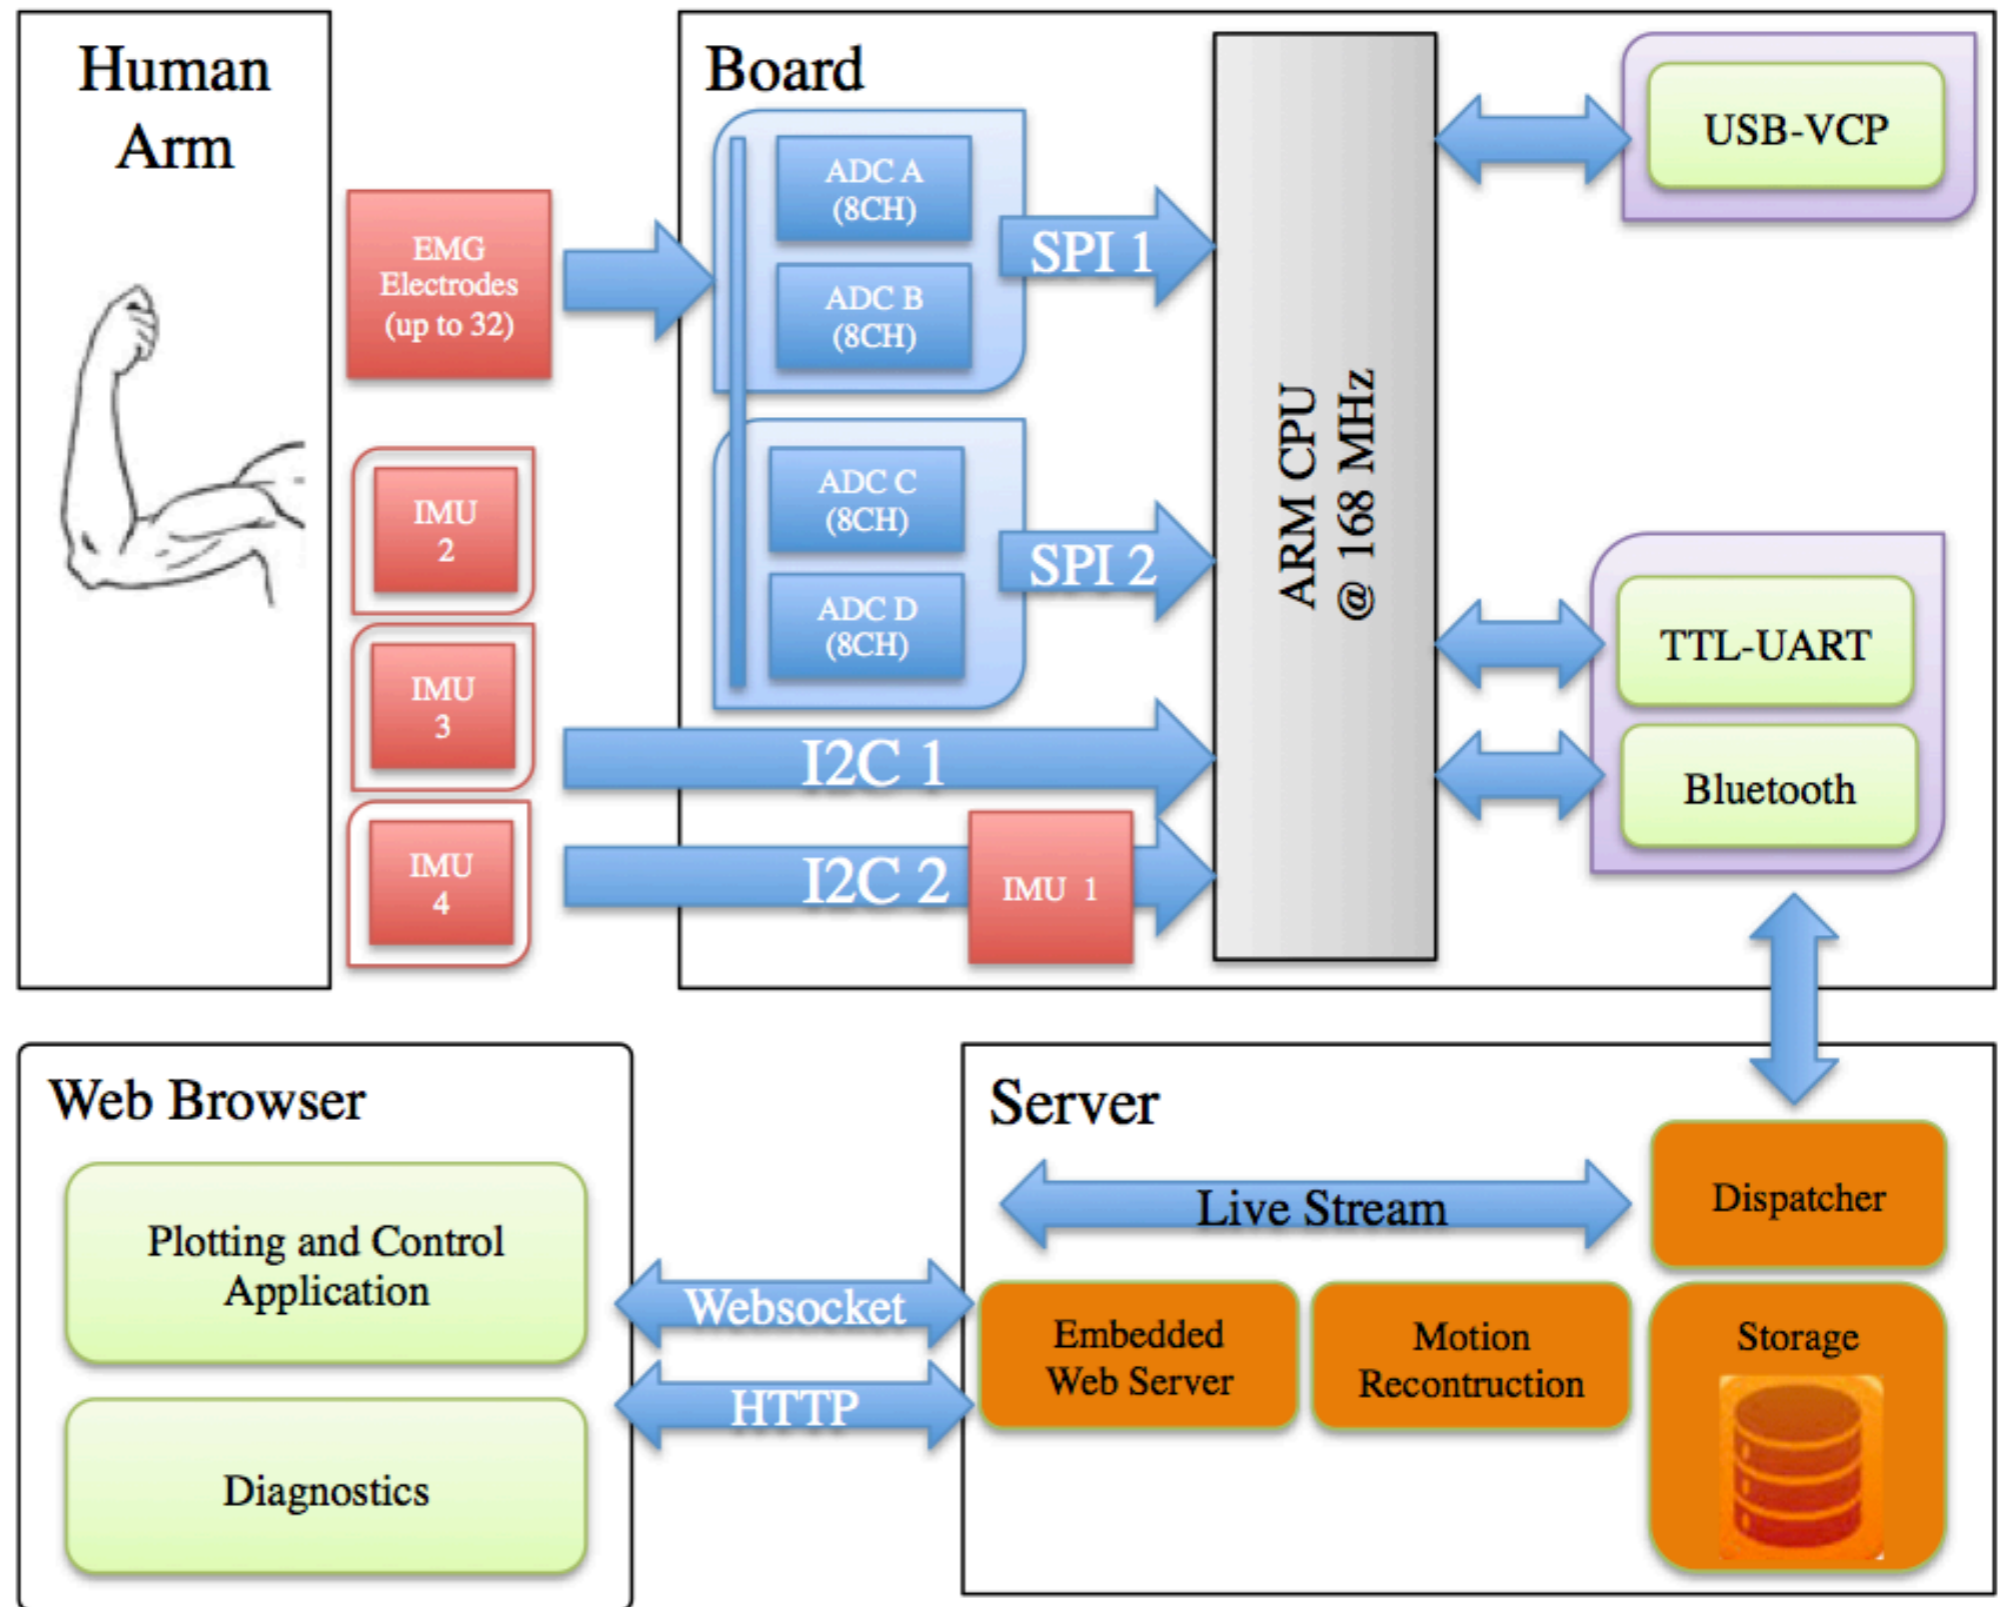 Human
Arm
EMG
Electrodes
(up to 32)
IMU
2
IMU
3
IMU
4
Board
ADC A
(8CH)
ADC B
(8CH)
SPI 1
ADC C
(8CH)
ADC D
(8CH)
SPI 2
I2C 1
I2C 2
IMU 1
ARM CPU
@ 168 MHz
USB-VCP
TTL-UART
Bluetooth
Web Browser
Plotting and Control
Application
Diagnostics
Websocket
HTTP
Server
Live Stream
Dispatcher
Embedded
Web Server
Motion
Recontruction
Storage